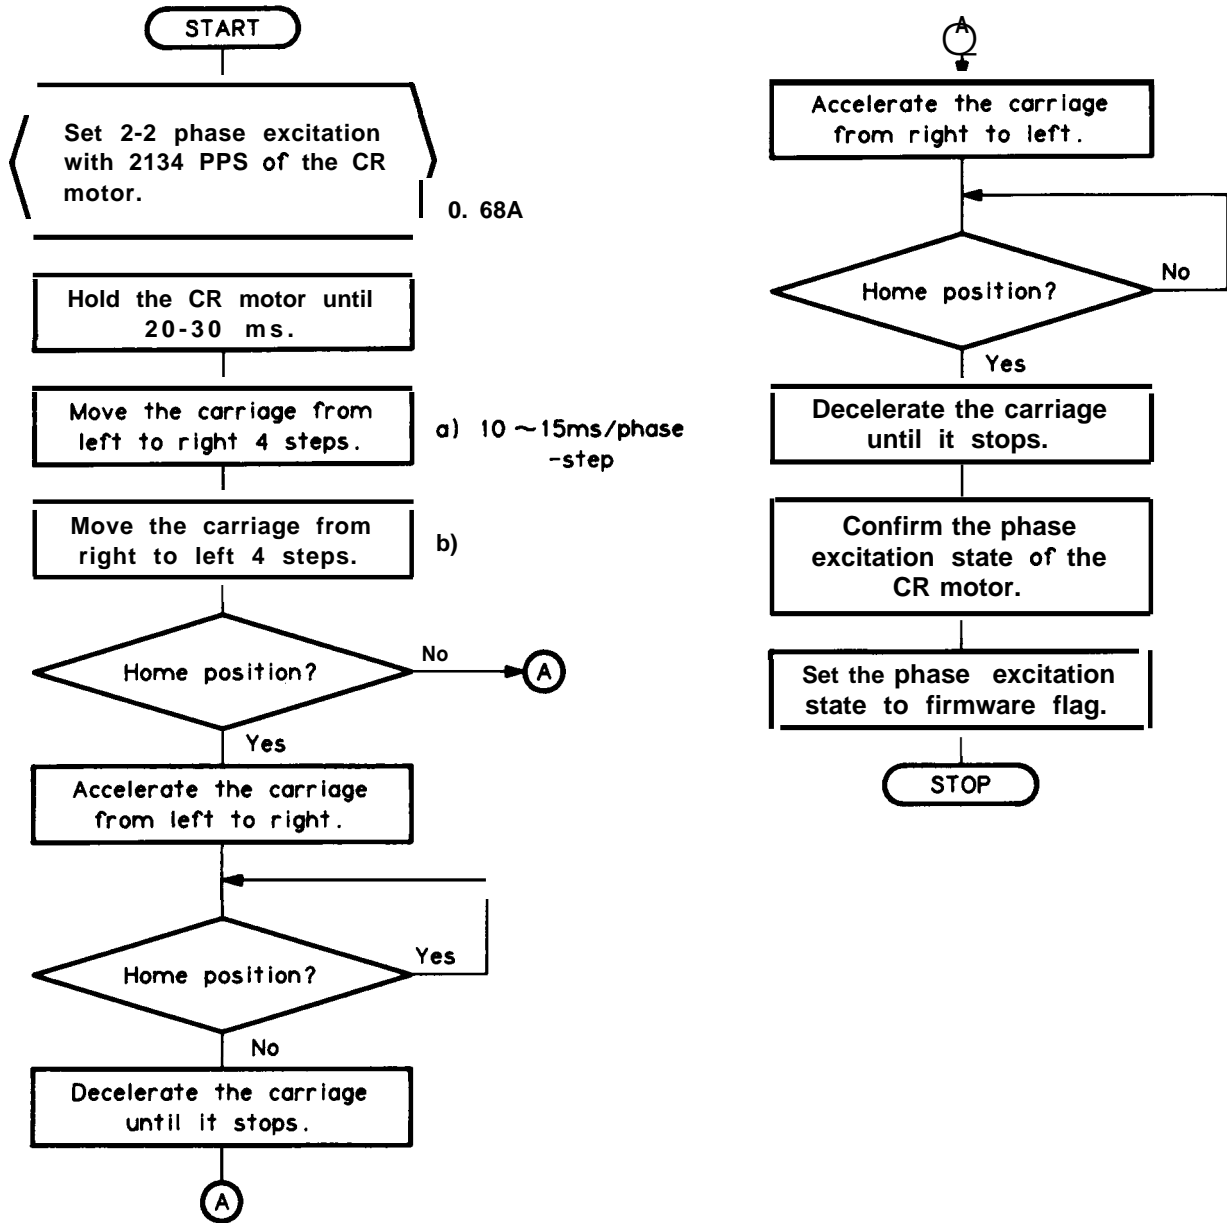 START
Set 2-2 phase excitation
with 2134 PPS of the CR
motor.
0. 68A
Hold the CR motor until
20-30 ms.
Move the carriage from
left to right 4 steps.
a) 10 ~15ms/phase
-step
Move the carriage from
right to left 4 steps.
b)
Home position?
No
A
Yes
Accelerate the carriage
from left to right.
Home position?
Yes
No
Decelerate the carriage
until it stops.
A
A
Accelerate the carriage
from right to left.
Home position?
No
Yes
Decelerate the carriage
until it stops.
Confirm the phase
excitation state of the
CR motor.
Set the phase excitation
state to firmware flag.
STOP